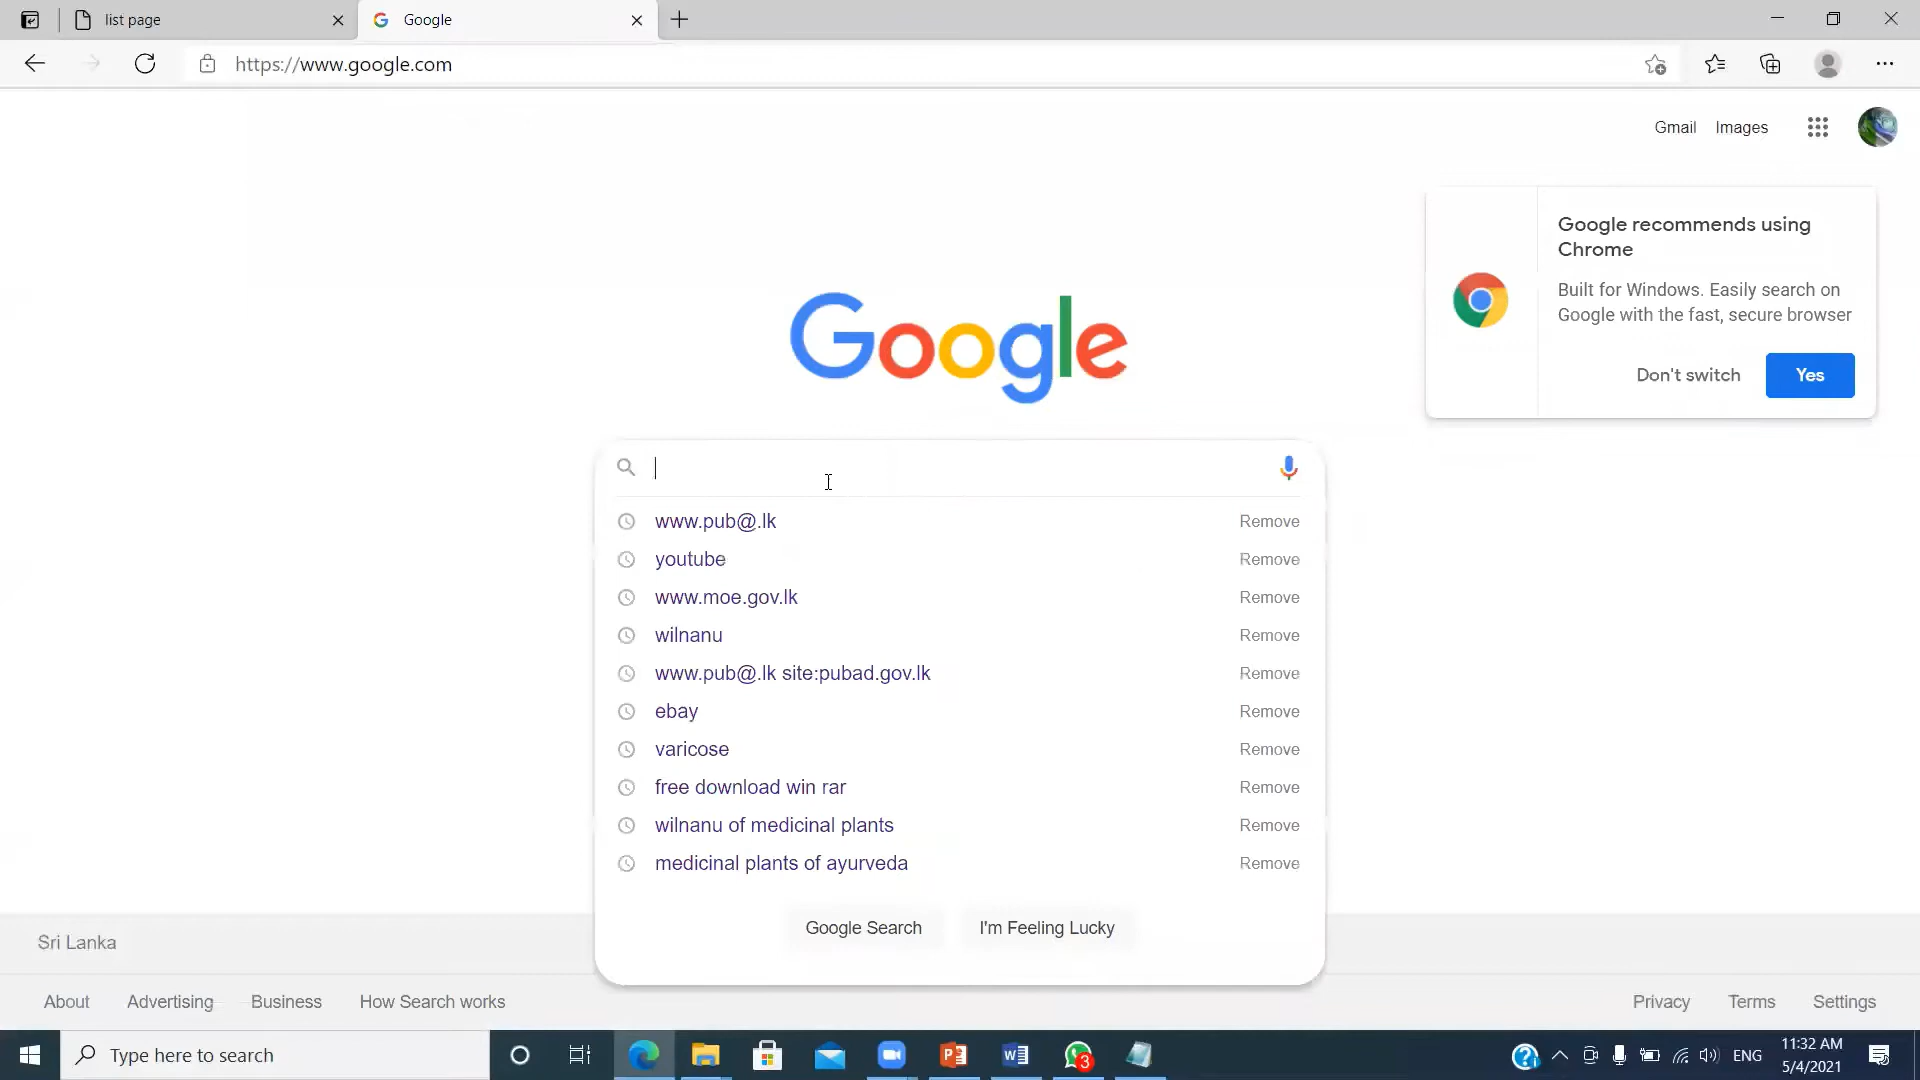 list page
Google
https://www.google.com
Gmail Images
Google recommends using
Chrome
Built for Windows. Easily search on
Google with the fast, secure browser
Don't switch Yes
Google
www.pub@.lk Remove
youtube Remove
www.moe.gov.lk Remove
wilnanu Remove
www.pub@.lk site:pubad.gov.lk Remove
ebay Remove
varicose Remove
free download win rar Remove
wilnanu of medicinal plants Remove
medicinal plants of ayurveda Remove
Google Search I'm Feeling Lucky
Sri Lanka
About Advertising Business How Search works Privacy Terms Settings
Type here to search
3
ENG
11:32 AM
5/4/2021